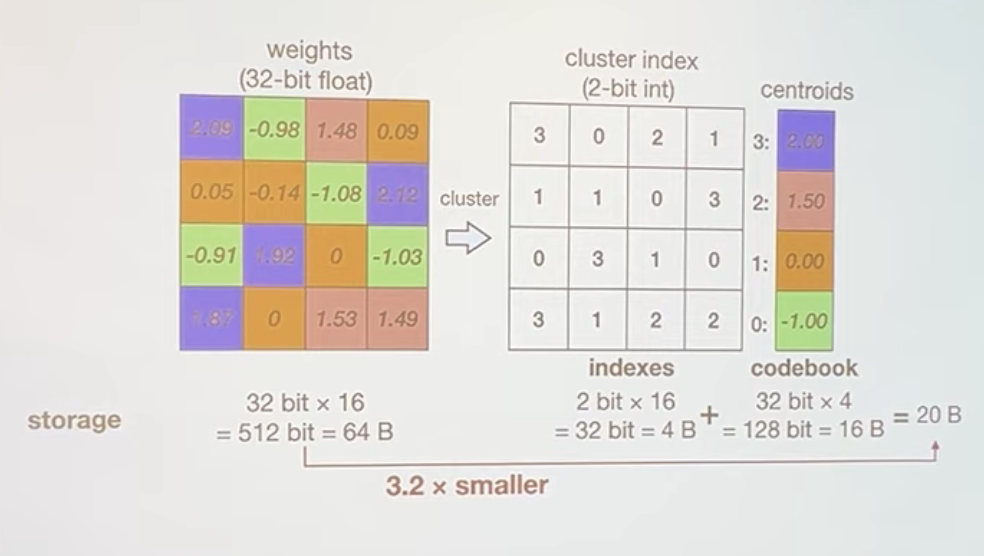 weights
(32-bit float)
cluster index
(2-bit int)
centroids
2.09 -0.98 1.48 0.09
0.05 -0.14 -1.08 2.12
-0.91 1.92 0 -1.03
1.87 0 1.53 1.49
cluster
3 0 2 1
1 1 0 3
0 3 1 0
3 1 2 2
3: 2.00
2: 1.50
1: 0.00
0: -1.00
indexes
codebook
storage
32 bit × 16
= 512 bit = 64 B
2 bit × 16
= 32 bit = 4 B
+
32 bit × 4
= 128 bit = 16 B
= 20 B
3.2 × smaller